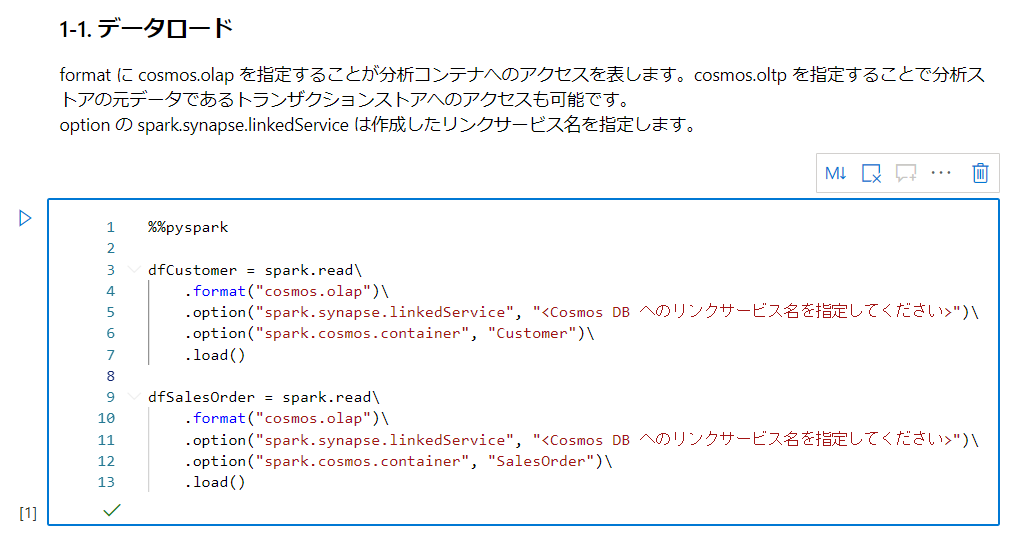 1-1. データロード
format に cosmos.olap を指定することが分析コンテナへのアクセスを表します。cosmos.oltp を指定することで分析ス
トアの元データであるトランザクションストアへのアクセスも可能です。
option の spark.synapse.linkedService は作成したリンクサービス名を指定します。
M↓ ···
1 %%pyspark
2
3 dfCustomer = spark.read\
4     .format("cosmos.olap")\
5     .option("spark.synapse.linkedService", "<Cosmos DB へのリンクサービス名を指定してください>")\
6     .option("spark.cosmos.container", "Customer")\
7     .load()
8
9 dfSalesOrder = spark.read\
10     .format("cosmos.olap")\
11     .option("spark.synapse.linkedService", "<Cosmos DB へのリンクサービス名を指定してください>")\
12     .option("spark.cosmos.container", "SalesOrder")\
13     .load()
[1]